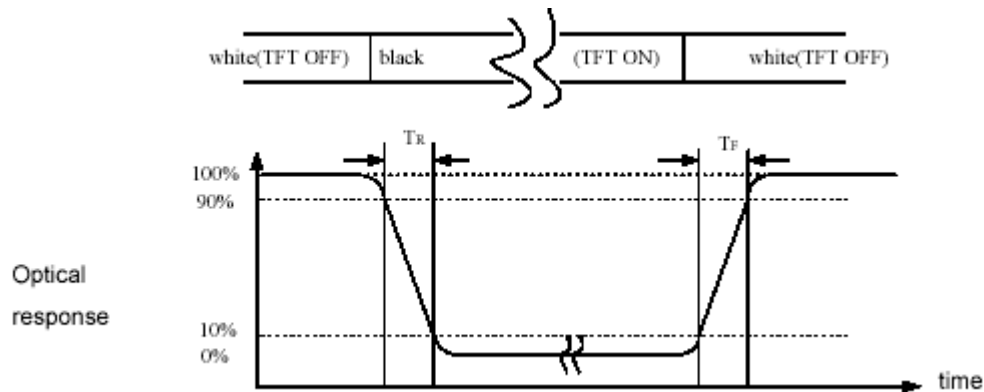 white(TFT OFF) black (TFT ON) white(TFT OFF)
TR TF
100%
90%
Optical
response
10%
0%
time